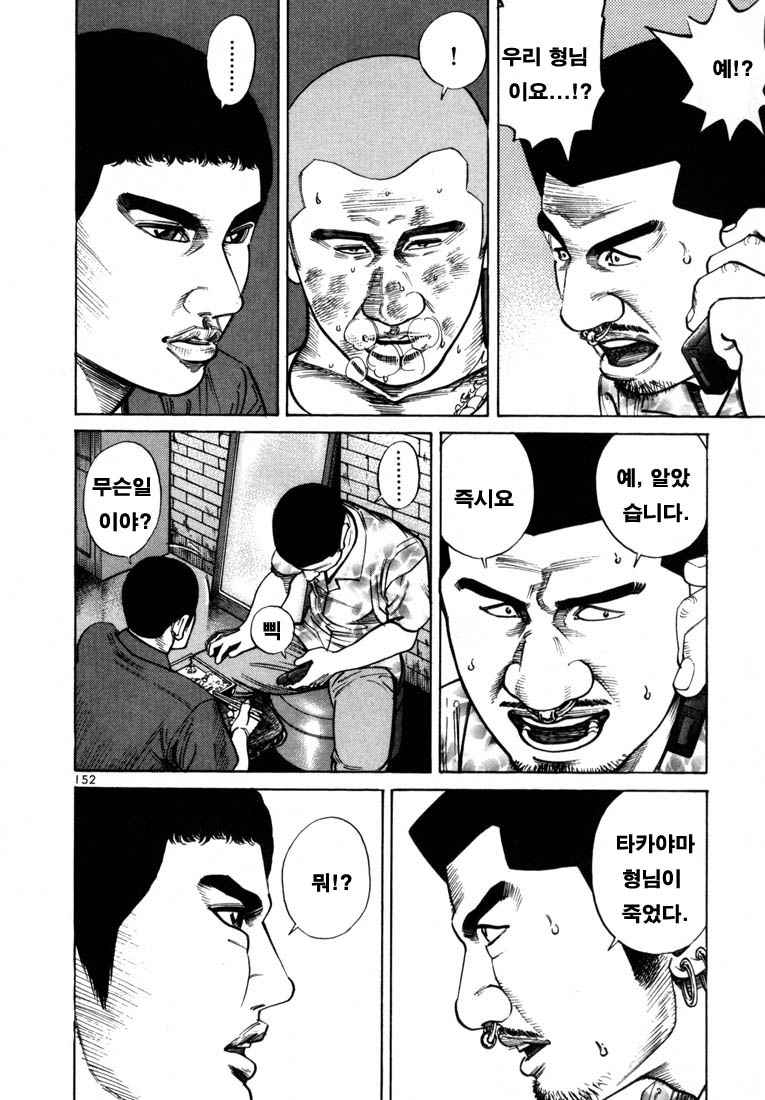 예!?
우리 형님
이요...!?
!
........
예, 알았
습니다.
즉시요
........
삑
무슨일
이야?
152
타카야마
형님이
죽었다.
뭐!?